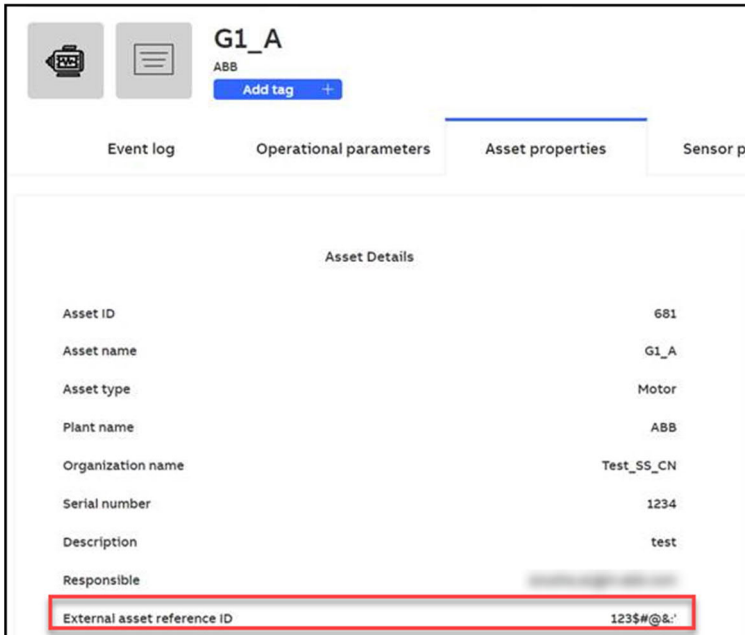 G1_A
ABB
Add tag +
Event log Operational parameters Asset properties Sensor p
Asset Details
Asset ID 681
Asset name G1_A
Asset type Motor
Plant name ABB
Organization name Test_SS_CN
Serial number 1234
Description test
Responsible
External asset reference ID 123$#@&:'